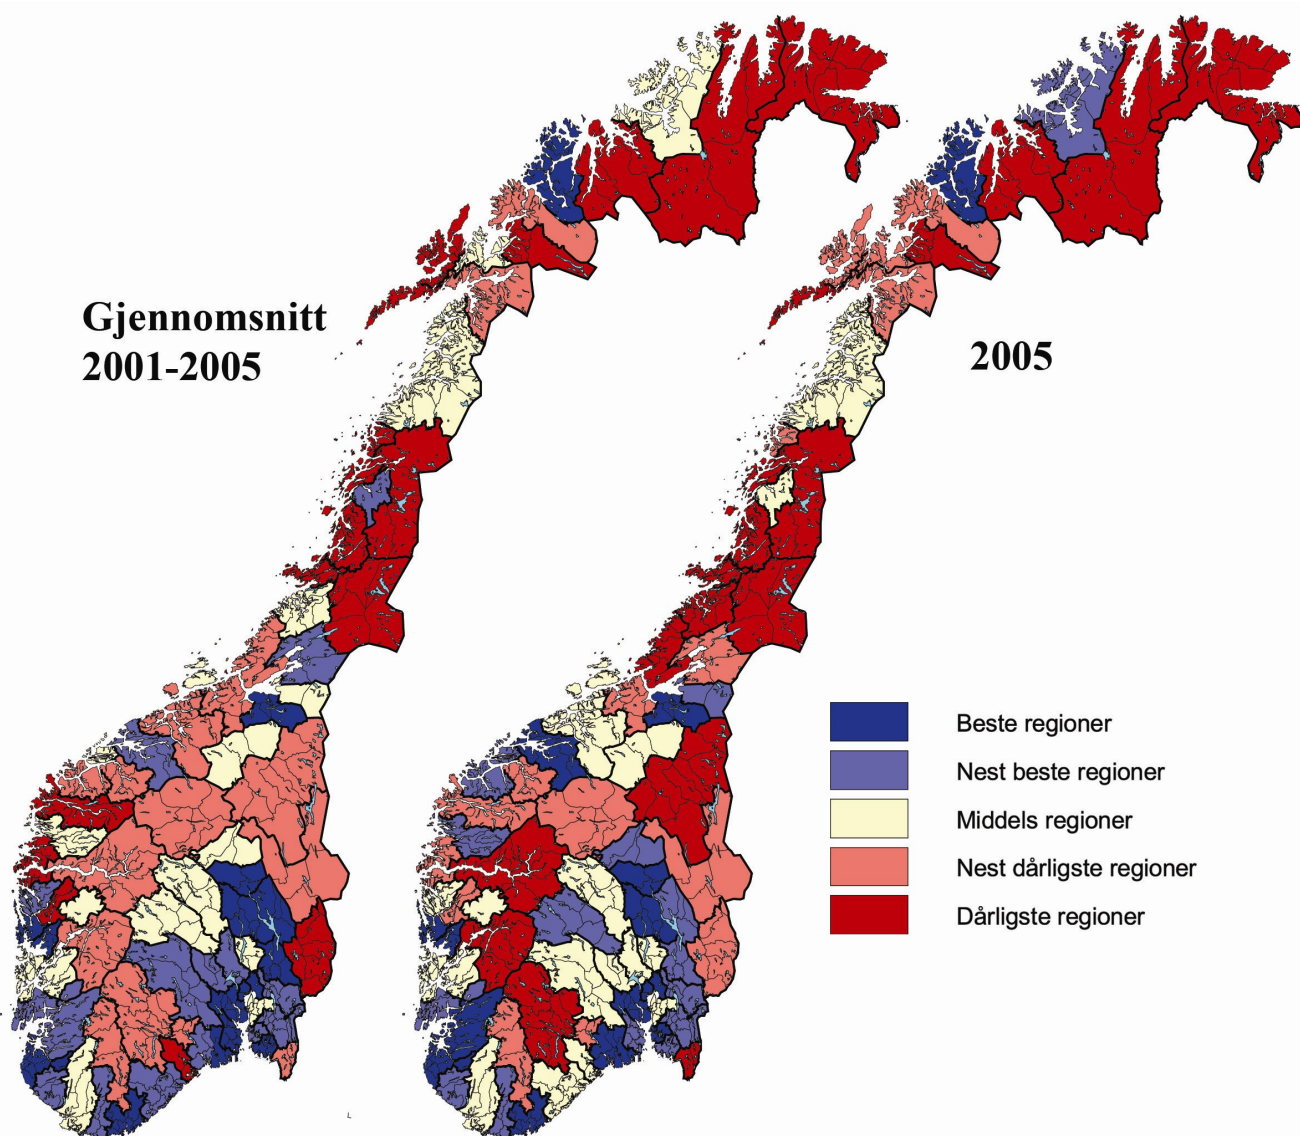 Gjennomsnitt
2001-2005
2005
Beste regioner
Nest beste regioner
Middels regioner
Nest dårligste regioner
Dårligste regioner